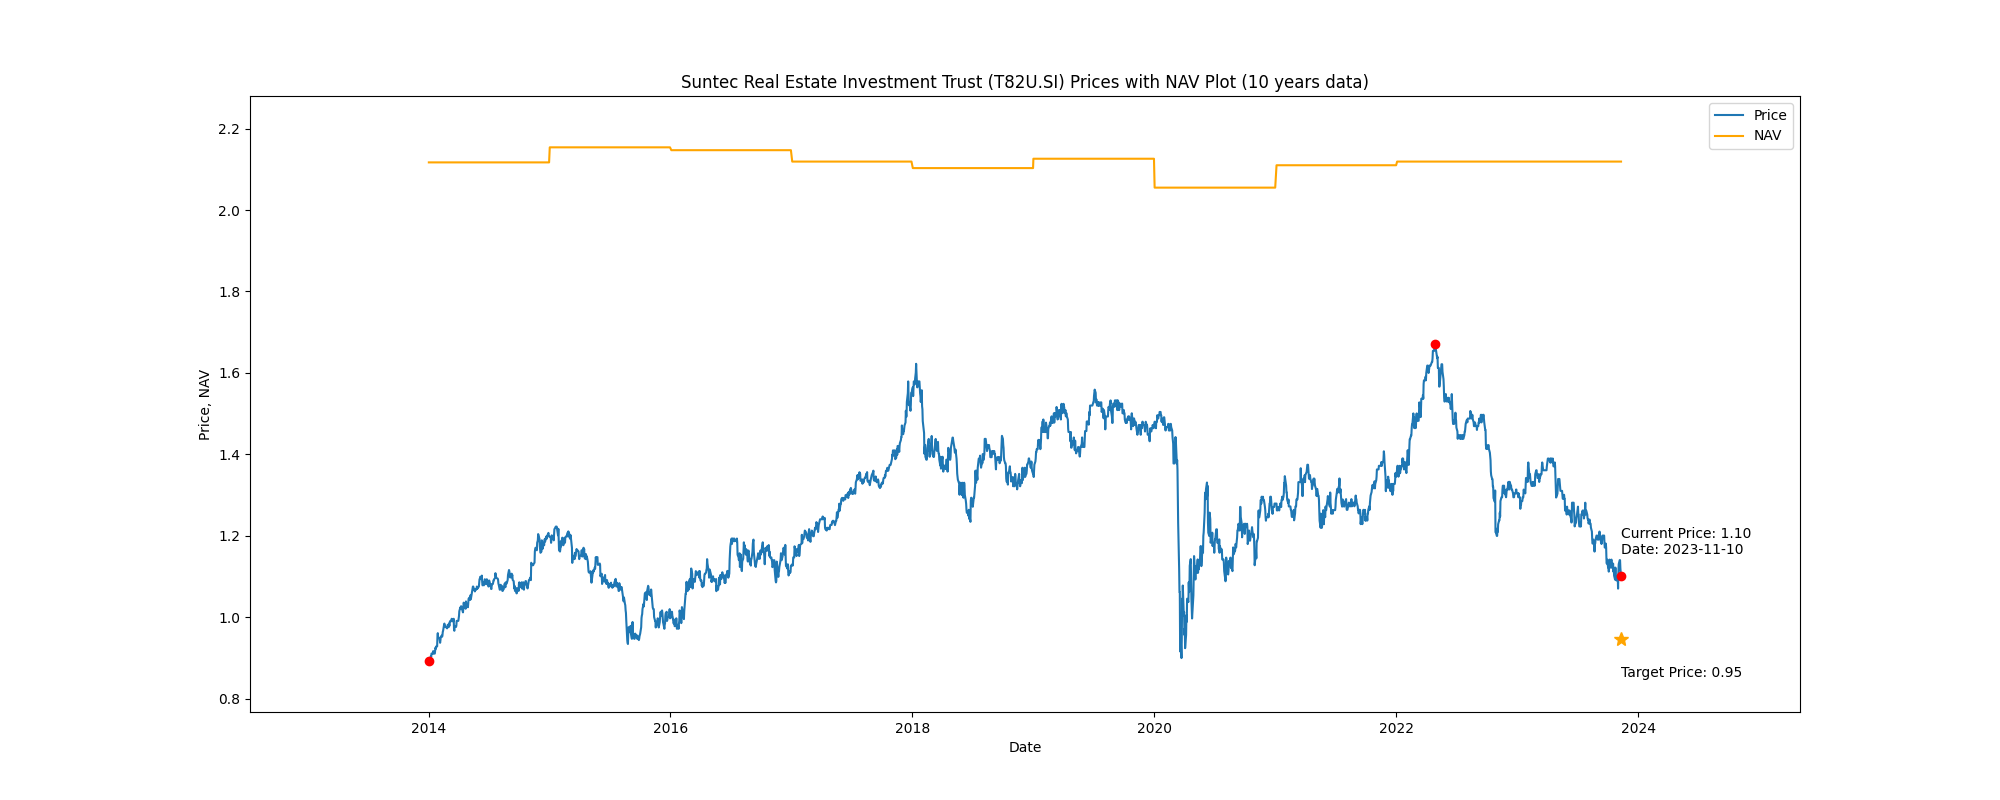 Suntec Real Estate Investment Trust (T82U.SI) Prices with NAV Plot (10 years data)
Price
NAV
2.2
2.0
1.8
1.6
1.4
1.2
1.0
0.8
Price, NAV
Current Price: 1.10
Date: 2023-11-10
Target Price: 0.95
2014
2016
2018
2020
2022
2024
Date